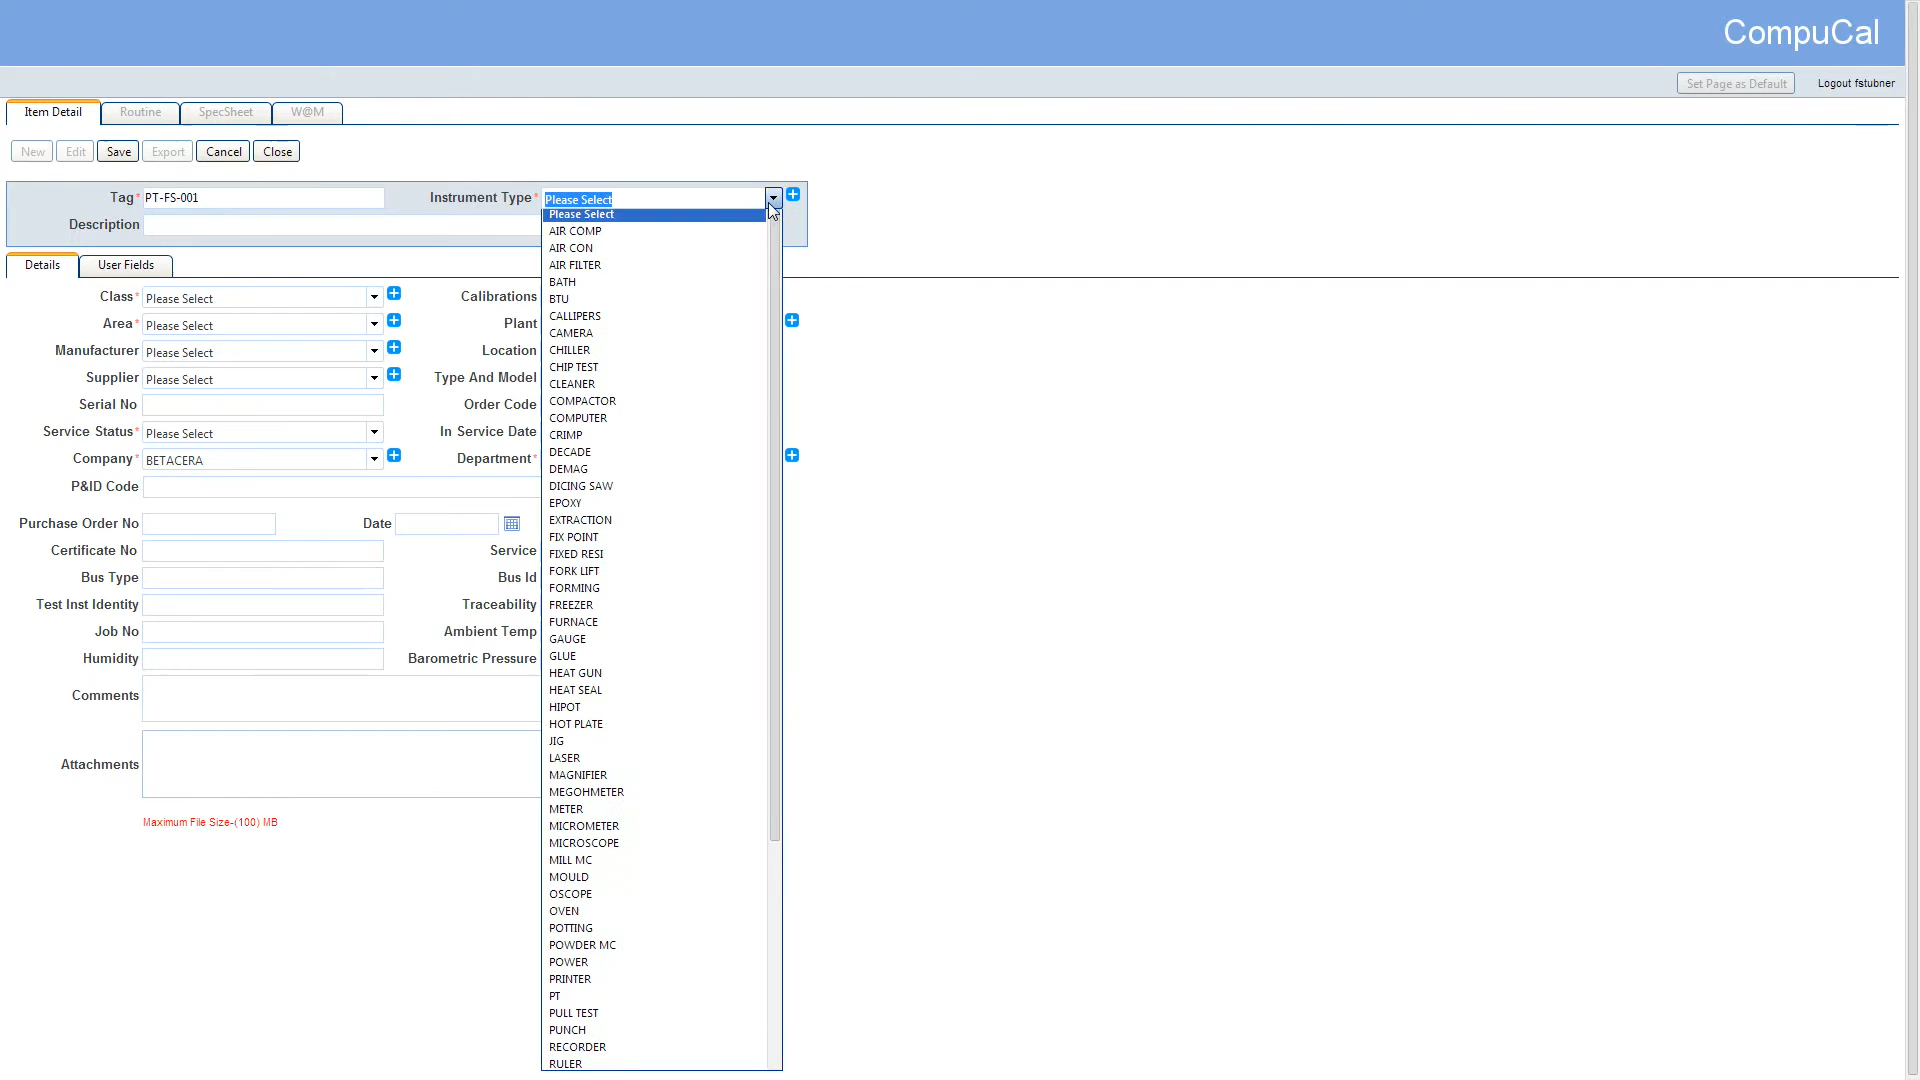 CompuCal
Set Page as Default
Logout fstubner
Item Detail
Routine
SpecSheet
W@M
New
Edit
Save
Export
Cancel
Close
Tag* PT-FS-001
Instrument Type* Please Select
Description
Please Select
AIR COMP
AIR CON
AIR FILTER
BATH
BTU
CALLIPERS
CAMERA
CHILLER
CHIP TEST
CLEANER
COMPACTOR
COMPUTER
CRIMP
DECADE
DEMAG
DICING SAW
EPOXY
EXTRACTION
FIX POINT
FIXED RESI
FORK LIFT
FORMING
FREEZER
FURNACE
GAUGE
GLUE
HEAT GUN
HEAT SEAL
HIPOT
HOT PLATE
JIG
LASER
MAGNIFIER
MEGOHMETER
METER
MICROMETER
MICROSCOPE
MILL MC
MOULD
OSCOPE
OVEN
POTTING
POWDER MC
POWER
PRINTER
PT
PULL TEST
PUNCH
RECORDER
RULER
Details
User Fields
Class* Please Select
Calibrations
Area* Please Select
Plant
Manufacturer Please Select
Location
Supplier Please Select
Type And Model
Serial No
Order Code
Service Status* Please Select
In Service Date
Company* BETACERA
Department*
P&ID Code
Purchase Order No
Date
Certificate No
Service
Bus Type
Bus Id
Test Inst Identity
Traceability
Job No
Ambient Temp
Humidity
Barometric Pressure
Comments
Attachments
Maximum File Size-(100) MB